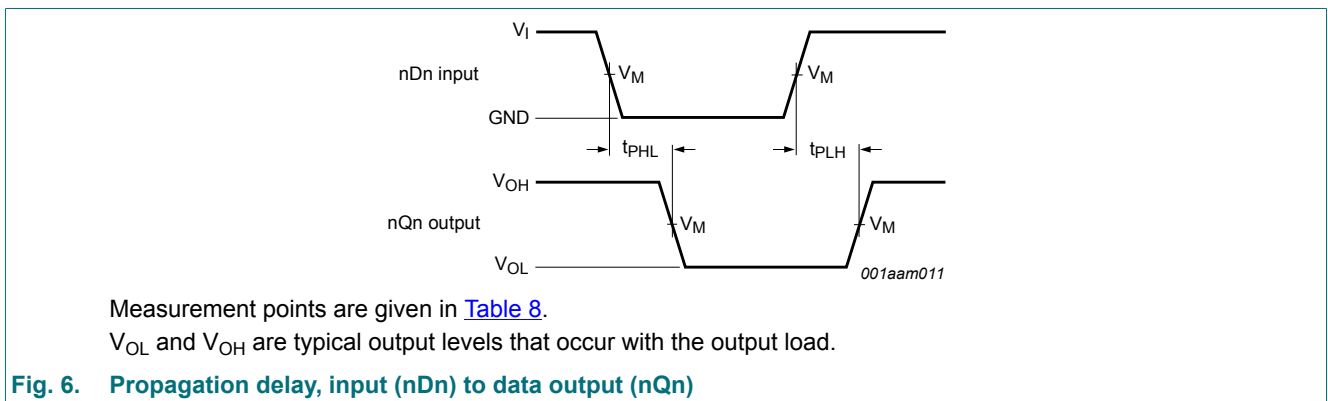 V_I
nDn input
V_M
V_M
GND
t_PHL
t_PLH
V_OH
nQn output
V_M
V_M
V_OL
001aam011
Measurement points are given in Table 8.
V_OL and V_OH are typical output levels that occur with the output load.
Fig. 6. Propagation delay, input (nDn) to data output (nQn)